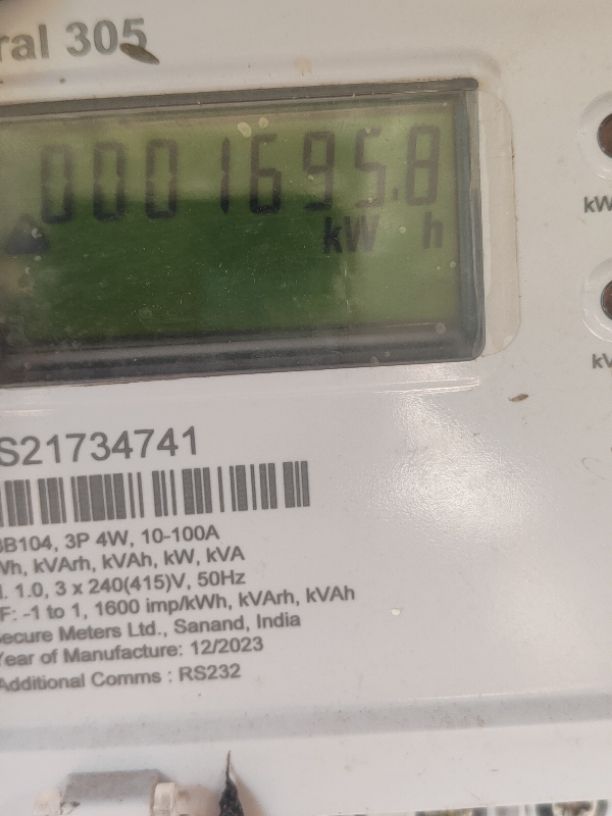 ral 305
0001695.8
kW h
kW
kV
S21734741
B104, 3P 4W, 10-100A
Wh, kVArh, kVAh, kW, kVA
l. 1.0, 3 x 240(415)V, 50Hz
F: -1 to 1, 1600 imp/kWh, kVArh, kVAh
ecure Meters Ltd., Sanand, India
Year of Manufacture: 12/2023
Additional Comms : RS232